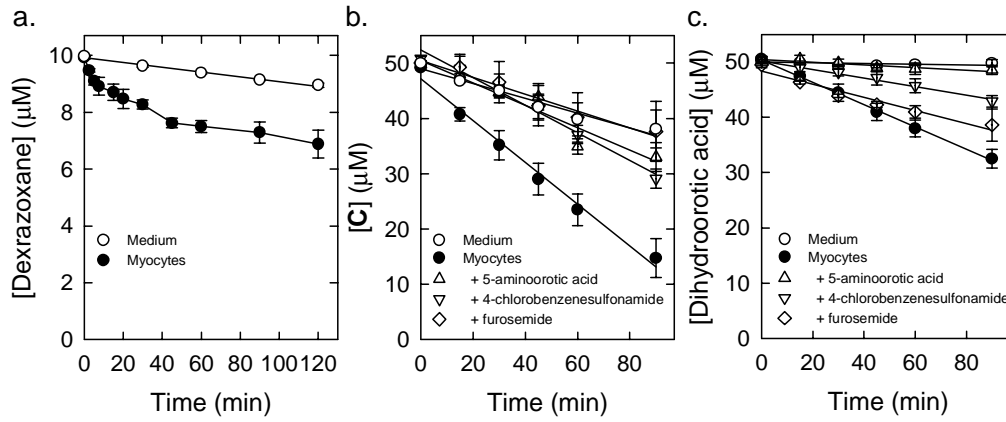 a.
[Dexrazoxane] (μM)
10
8
6
4
2
0
Medium
Myocytes
0 20 40 60 80 100 120
Time (min)
b.
[C] (μM)
50
40
30
20
10
0
Medium
Myocytes
+ 5-aminoorotic acid
+ 4-chlorobenzenesulfonamide
+ furosemide
0 20 40 60 80
Time (min)
c.
[Dihydroorotic acid] (μM)
50
40
30
20
10
0
Medium
Myocytes
+ 5-aminoorotic acid
+ 4-chlorobenzenesulfonamide
+ furosemide
0 20 40 60 80
Time (min)